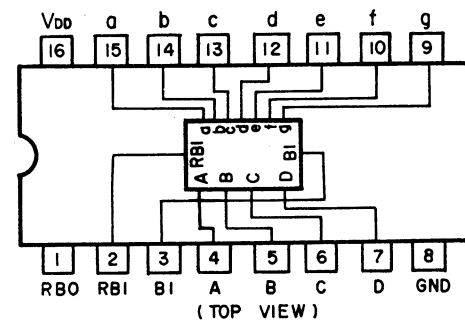 VDD a b c d e f g
16 15 14 13 12 11 10 9
a b c d e f g
RBI BI
A B C D
1 2 3 4 5 6 7 8
RBO RBI BI A B C D GND
(TOP VIEW)